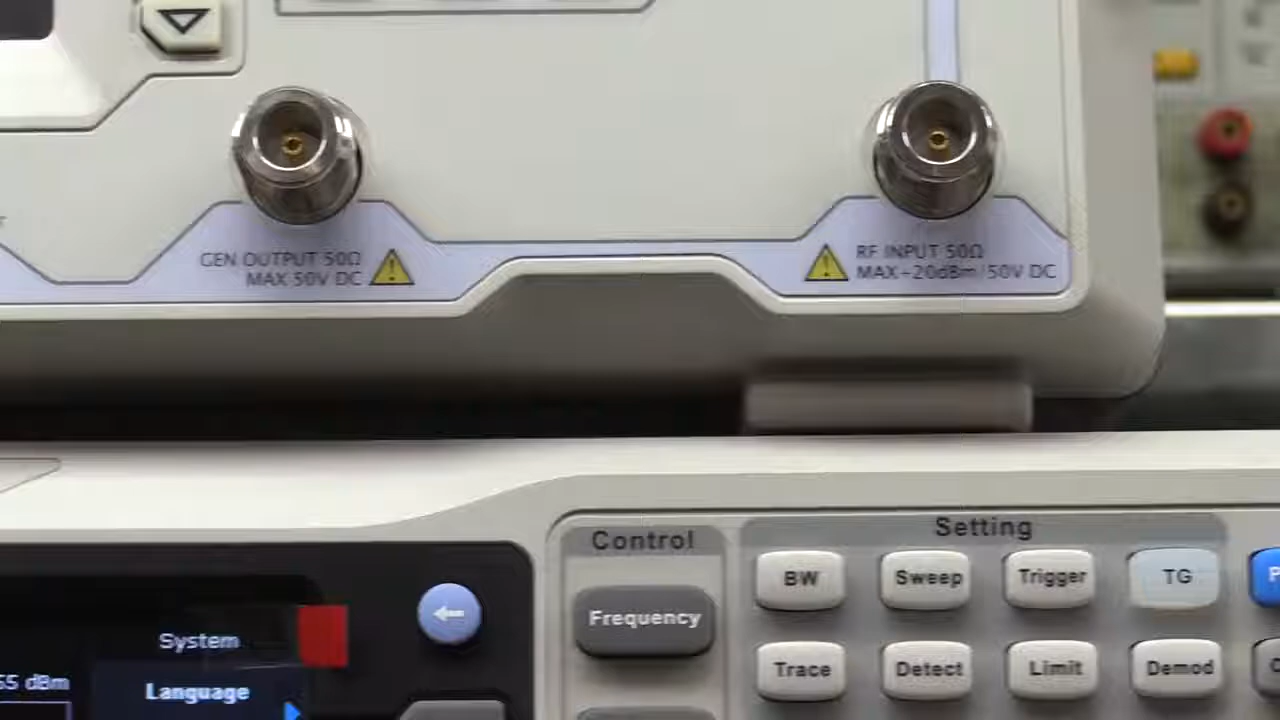 GEN OUTPUT 50Ω
MAX 50V DC
RF INPUT 50Ω
MAX+20dBm/50V DC
Control
Setting
BW
Sweep
Trigger
TG
Frequency
Trace
Detect
Limit
Demod
System
Language
dBm